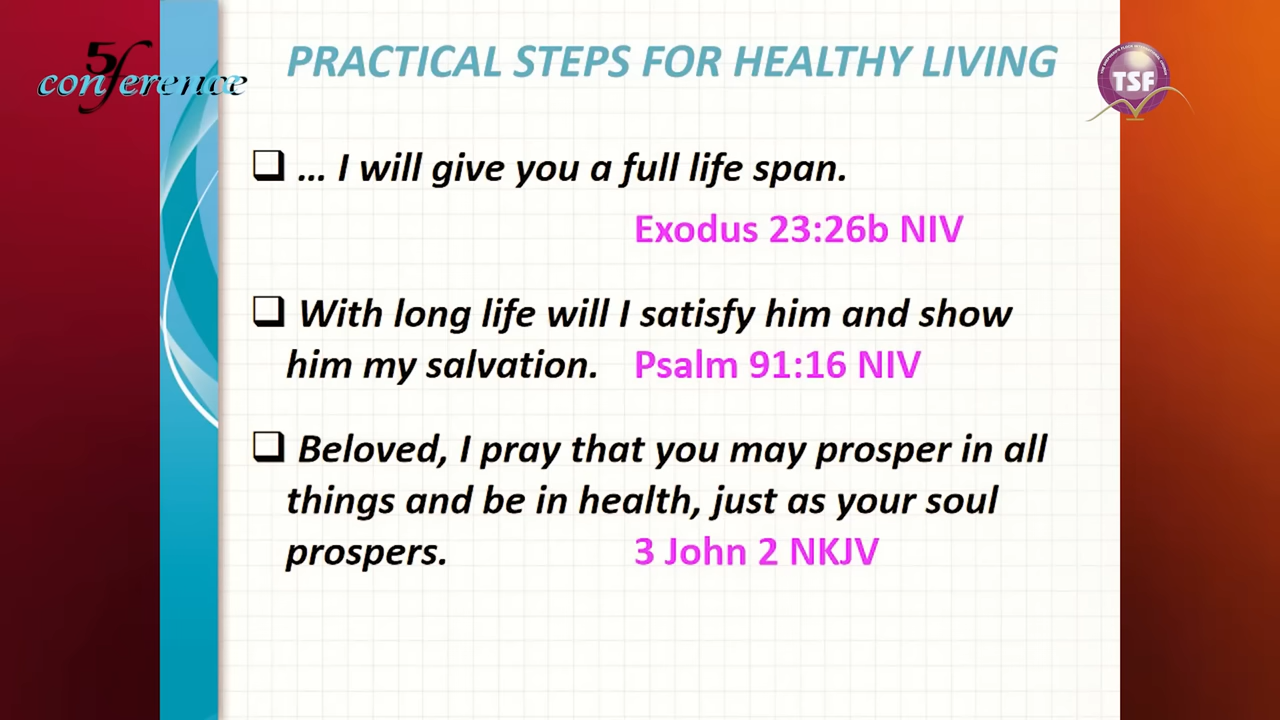 5f
conference
PRACTICAL STEPS FOR HEALTHY LIVING
TSF
... I will give you a full life span.
Exodus 23:26b NIV
With long life will I satisfy him and show
him my salvation. Psalm 91:16 NIV
Beloved, I pray that you may prosper in all
things and be in health, just as your soul
prospers. 3 John 2 NKJV